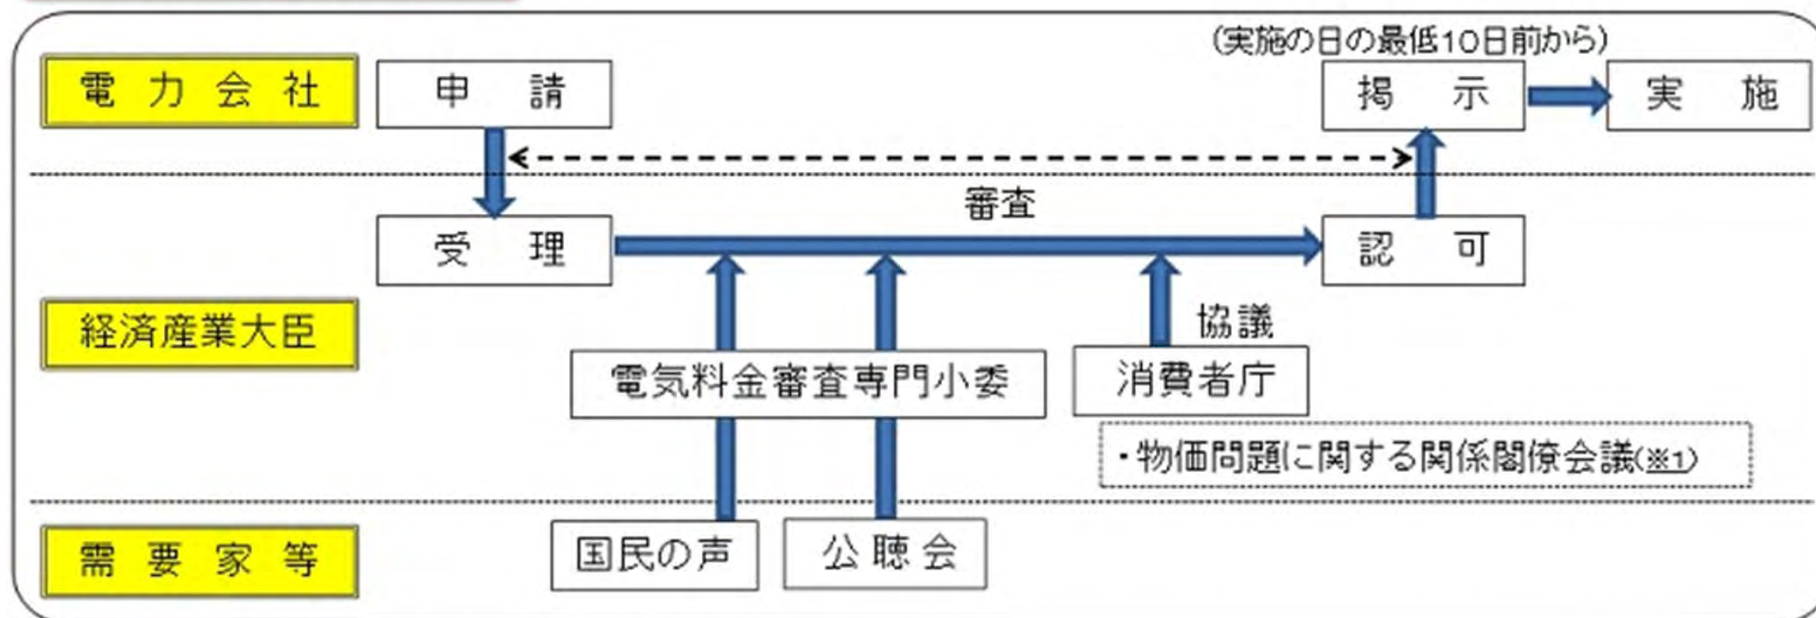 (実施の日の最低10日前から)
電力会社
申請
掲示
実施
審査
受理
認可
経済産業大臣
協議
電気料金審査専門小委
消費者庁
・物価問題に関する関係閣僚会議(※1)
需要家等
国民の声
公聴会